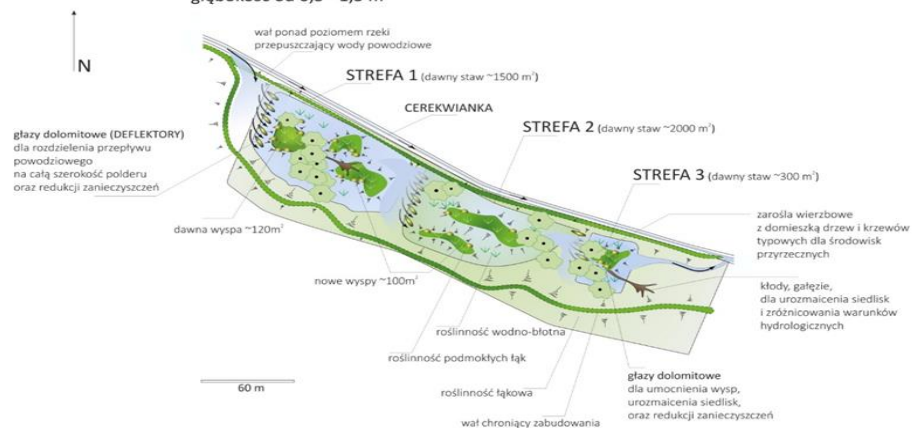 głębokość od 0,5 - 1,5 m
N
wał ponad poziomem rzeki
przepuszczający wody powodziowe
STREFA 1 (dawny staw ~1500 m²)
CEREKWIANKA
STREFA 2 (dawny staw ~2000 m²)
głazy dolomitowe (DEFLEKTORY)
dla rozdzielenia przepływu
powodziowego
na całą szerokość polderu
oraz redukcji zanieczyszczeń
STREFA 3 (dawny staw ~300 m²)
zarośla wierzbowe
z domieszką drzew i krzewów
typowych dla środowisk
przyrzecznych
dawna wyspa ~120m²
nowe wyspy ~100m²
kłody, gałęzie,
dla urozmaicenia siedlisk
i zróżnicowania warunków
hydrologicznych
roślinność wodno-błotna
roślinność podmokłych łąk
roślinność łąkowa
wał chroniący zabudowania
głazy dolomitowe
dla umocnienia wysp,
urozmaicenia siedlisk,
oraz redukcji zanieczyszczeń
60 m